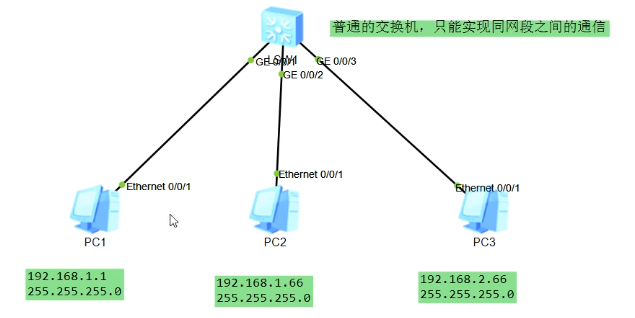 普通的交换机，只能实现同网段之间的通信
LSW1
GE 0/0/1
GE 0/0/3
GE 0/0/2
Ethernet 0/0/1
Ethernet 0/0/1
Ethernet 0/0/1
PC1
PC2
PC3
192.168.1.1
255.255.255.0
192.168.1.66
255.255.255.0
192.168.2.66
255.255.255.0